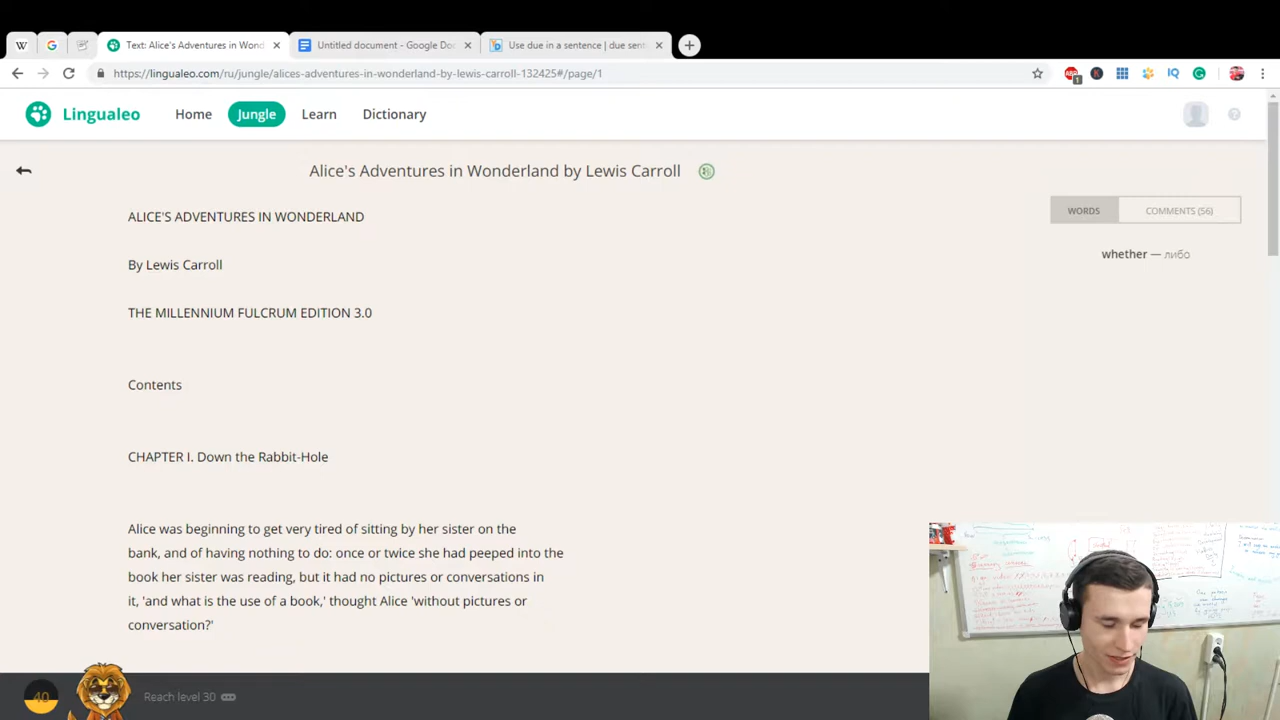 Text: Alice's Adventures in Wond
Untitled document - Google Doc
Use due in a sentence | due sent
https://lingualeo.com/ru/jungle/alices-adventures-in-wonderland-by-lewis-carroll-132425#/page/1
Lingualeo
Home
Jungle
Learn
Dictionary
Alice's Adventures in Wonderland by Lewis Carroll
ALICE'S ADVENTURES IN WONDERLAND
WORDS
COMMENTS (56)
whether — либо
By Lewis Carroll
THE MILLENNIUM FULCRUM EDITION 3.0
Contents
CHAPTER I. Down the Rabbit-Hole
Alice was beginning to get very tired of sitting by her sister on the
bank, and of having nothing to do: once or twice she had peeped into the
book her sister was reading, but it had no pictures or conversations in
it, 'and what is the use of a book,' thought Alice 'without pictures or
conversation?'
40
Reach level 30